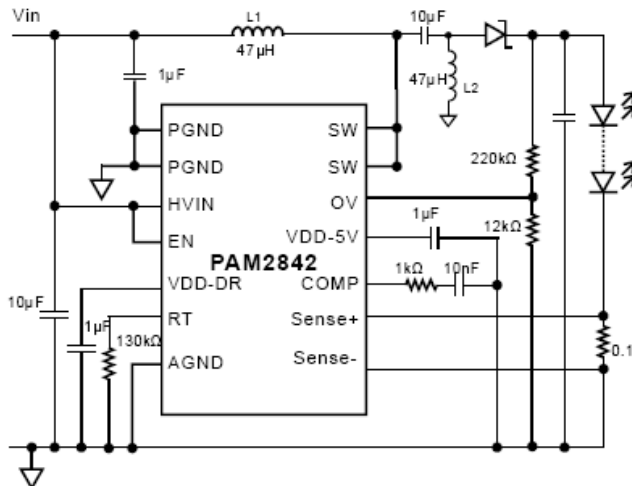 Vin
L1
47µH
10µF
47µH
L2
1µF
PGND
SW
PGND
SW
220kΩ
HVIN
OV
1µF
12kΩ
EN
VDD-5V
PAM2842
1kΩ
10nF
VDD-DR
COMP
10µF
1µF
RT
Sense+
130kΩ
0.1
AGND
Sense-